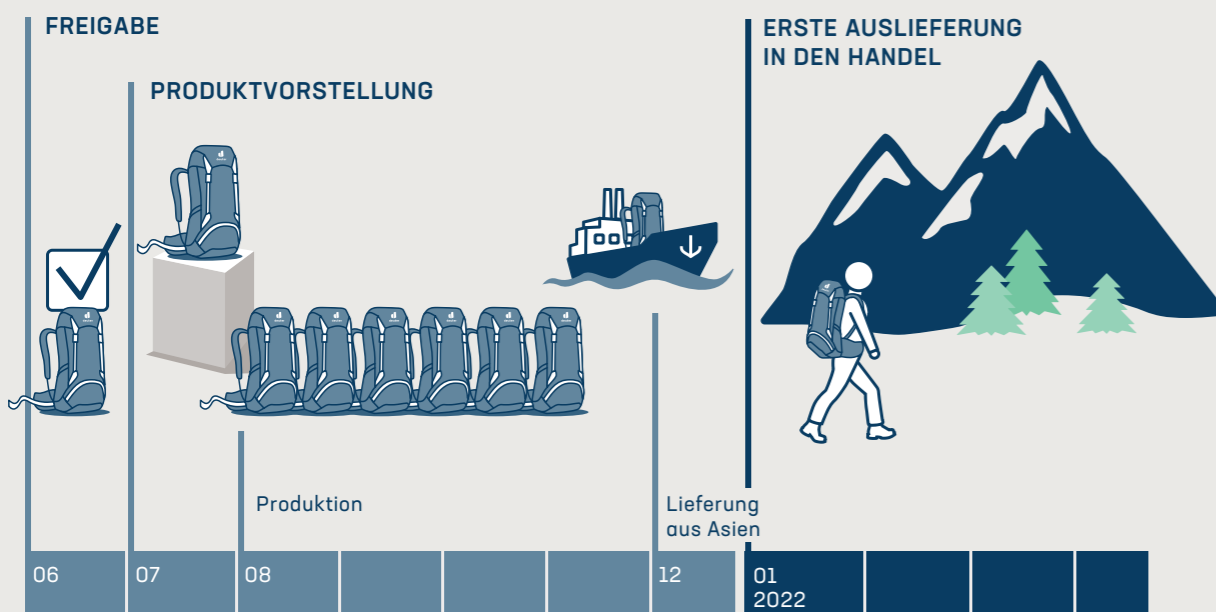 FREIGABE
PRODUKTVORSTELLUNG
ERSTE AUSLIEFERUNG
IN DEN HANDEL
Produktion
Lieferung
aus Asien
06
07
08
12
01
2022